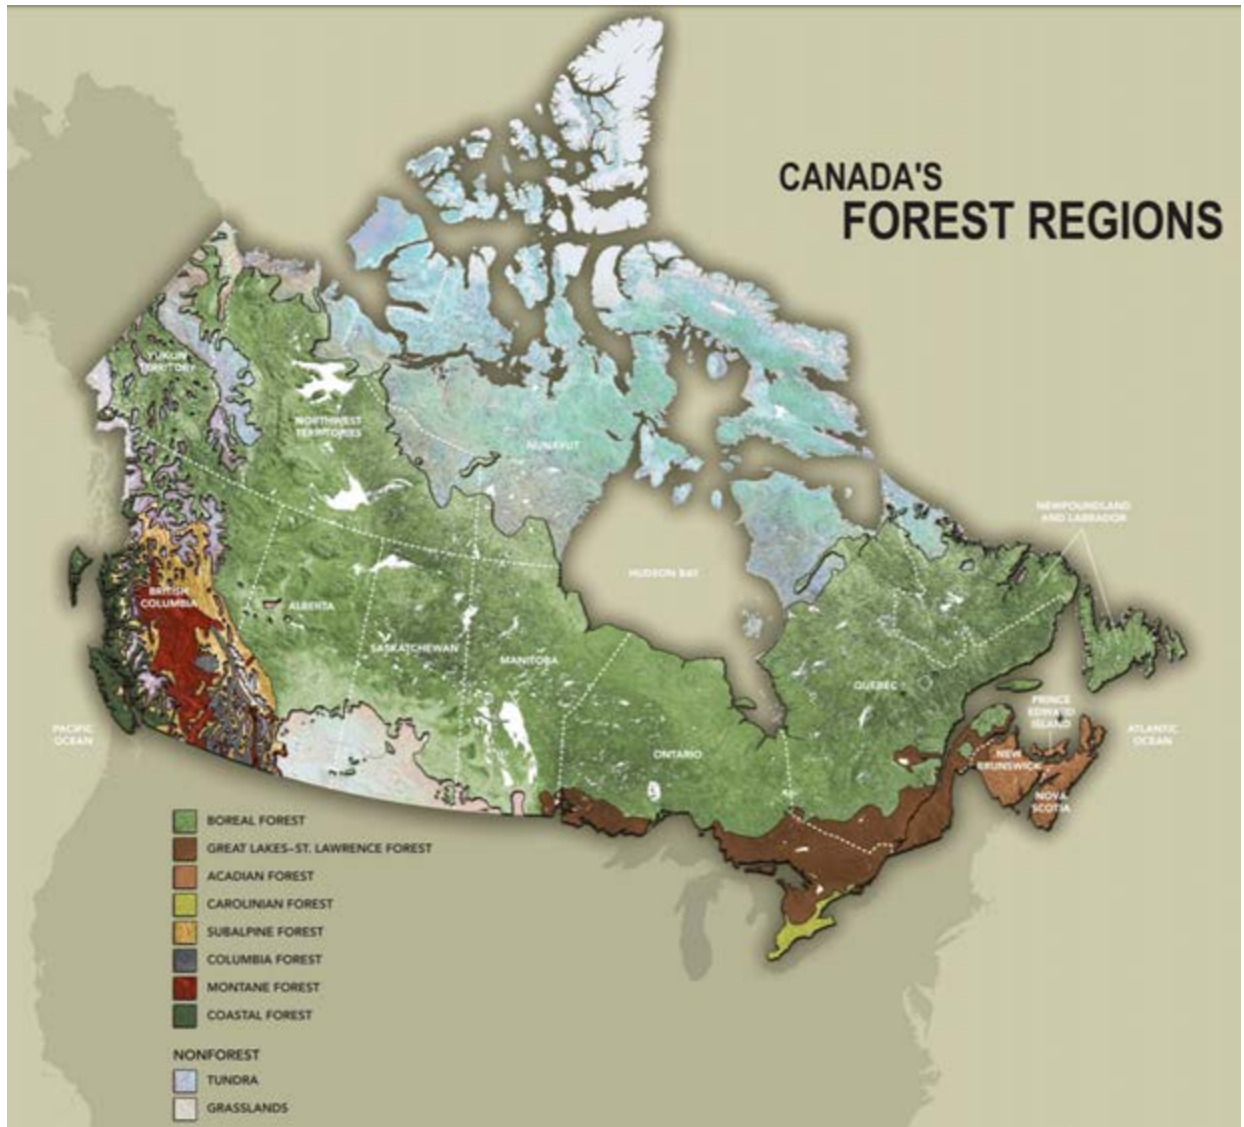 CANADA'S
FOREST REGIONS
YUKON
TERRITORY
NORTHWEST
TERRITORIES
NUNAVUT
NEWFOUNDLAND
AND LABRADOR
HUDSON BAY
BRITISH
COLUMBIA
ALBERTA
SASKATCHEWAN
MANITOBA
QUEBEC
PRINCE
EDWARD
ISLAND
PACIFIC
OCEAN
ATLANTIC
OCEAN
ONTARIO
NEW
BRUNSWICK
NOVA
SCOTIA
BOREAL FOREST
GREAT LAKES–ST. LAWRENCE FOREST
ACADIAN FOREST
CAROLINIAN FOREST
SUBALPINE FOREST
COLUMBIA FOREST
MONTANE FOREST
COASTAL FOREST
NONFOREST
TUNDRA
GRASSLANDS